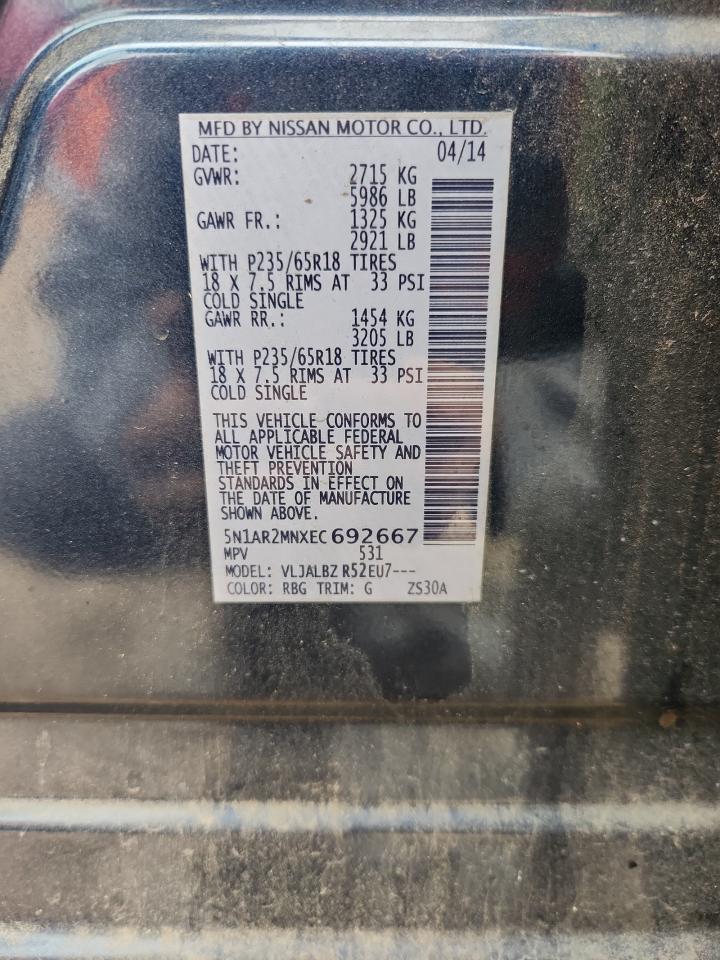 MFD BY NISSAN MOTOR CO., LTD.
DATE: 04/14
GVWR: 2715 KG
5986 LB
GAWR FR.: 1325 KG
2921 LB
WITH P235/65R18 TIRES
18 X 7.5 RIMS AT 33 PSI
COLD SINGLE
GAWR RR.: 1454 KG
3205 LB
WITH P235/65R18 TIRES
18 X 7.5 RIMS AT 33 PSI
COLD SINGLE
THIS VEHICLE CONFORMS TO
ALL APPLICABLE FEDERAL
MOTOR VEHICLE SAFETY AND
THEFT PREVENTION
STANDARDS IN EFFECT ON
THE DATE OF MANUFACTURE
SHOWN ABOVE.
5N1AR2MNXEC692667
MPV 531
MODEL: VLJALBZ R52EU7---
COLOR: RBG TRIM: G ZS30A